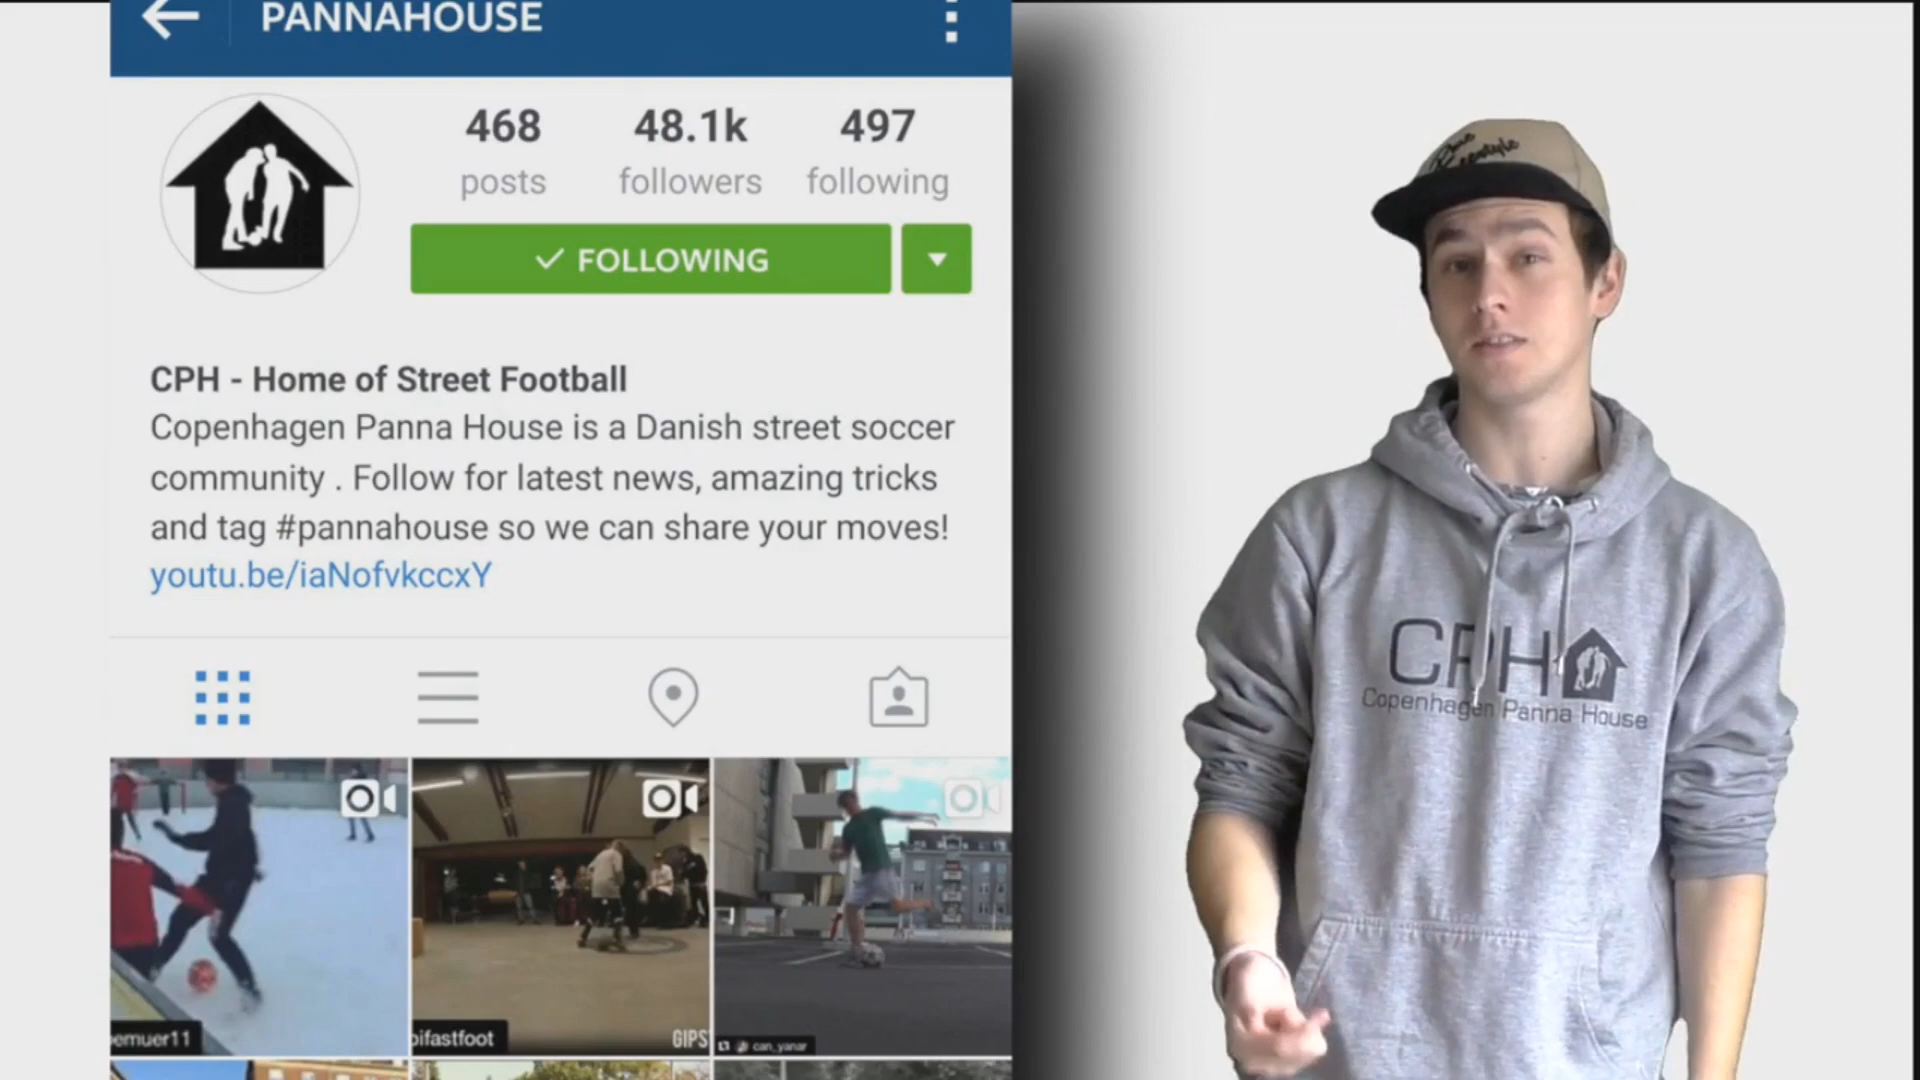 PANNAHOUSE
468 48.1k 497
posts followers following
FOLLOWING
CPH - Home of Street Football
Copenhagen Panna House is a Danish street soccer
community . Follow for latest news, amazing tricks
and tag #pannahouse so we can share your moves!
youtu.be/iaNofvkccxY
emuer11
oifastfoot
GIPS
can_yanar
CPH
Copenhagen Panna House